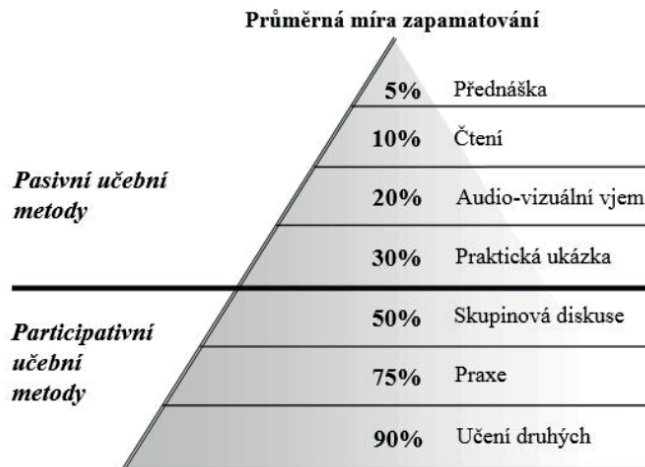 Průměrná míra zapamatování
5% Přednáška
10% Čtení
Pasivní učební
metody
20% Audio-vizuální vjem
30% Praktická ukázka
50% Skupinová diskuse
Participativní
učební
metody
75% Praxe
90% Učení druhých